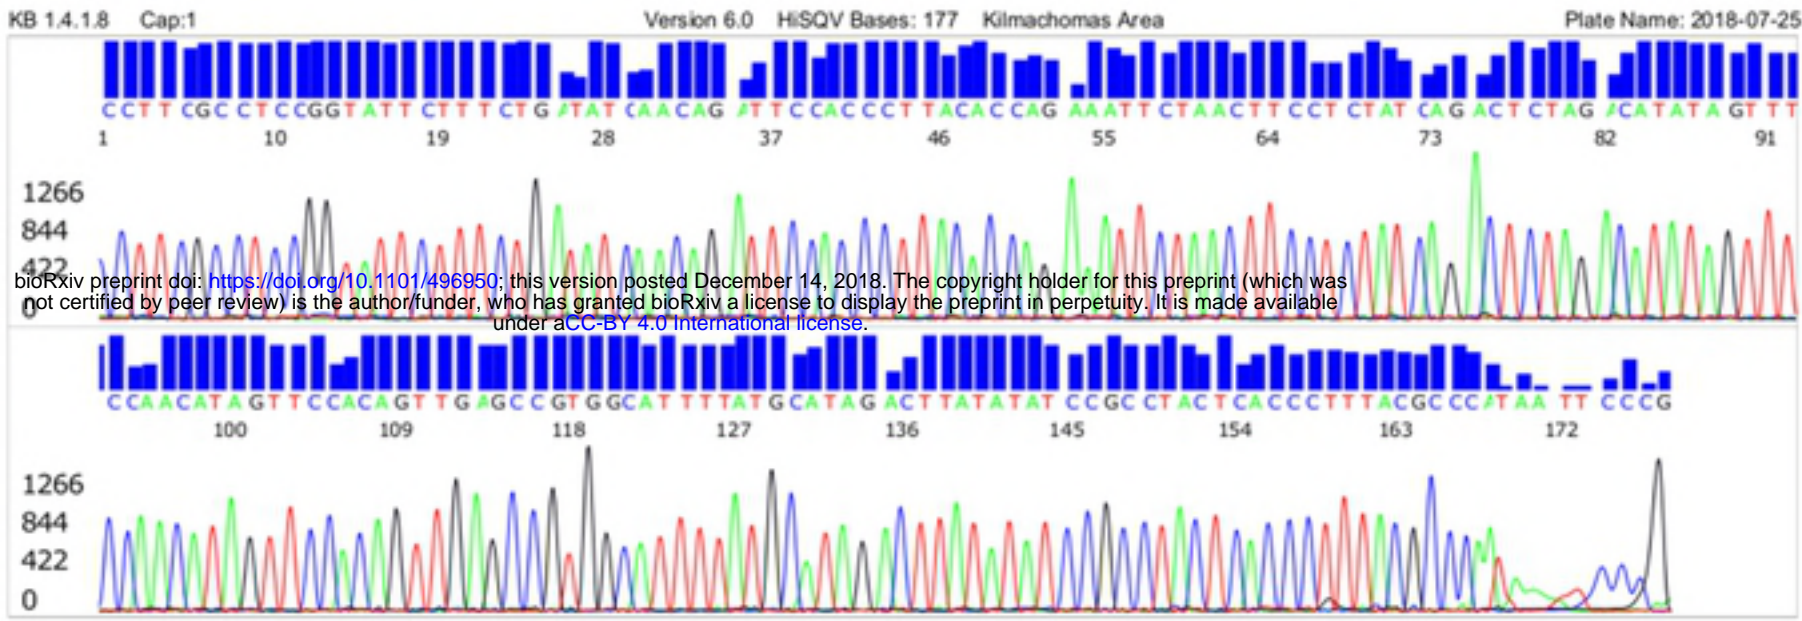 KB 1.4.1.8 Cap:1 Version 6.0 HiSQV Bases: 177 Kilmachomas Area Plate Name: 2018-07-25
C C T T C G C C T C C G G T A T T C T T T C T G A T A T C A A C A G A T T C C A C C C T T A C A C C A G A A A T T C T A A C T T C C T C T A T C A G A C T C T A G A C A T A T A G T T T
1 10 19 28 37 46 55 64 73 82 91
1266
844
422
bioRxiv preprint doi: https://doi.org/10.1101/496950; this version posted December 14, 2018. The copyright holder for this preprint (which was
0
not certified by peer review) is the author/funder, who has granted bioRxiv a license to display the preprint in perpetuity. It is made available
under aCC-BY 4.0 International license.
C C A A C A T A G T T C C A C A G T T G A G C C G T G G C A T T T T A T G C A T A G A C T T A T A T A T C C G C C T A C T C A C C C T T T A C G C C C A T A A T T C C C G
100 109 118 127 136 145 154 163 172
1266
844
422
0